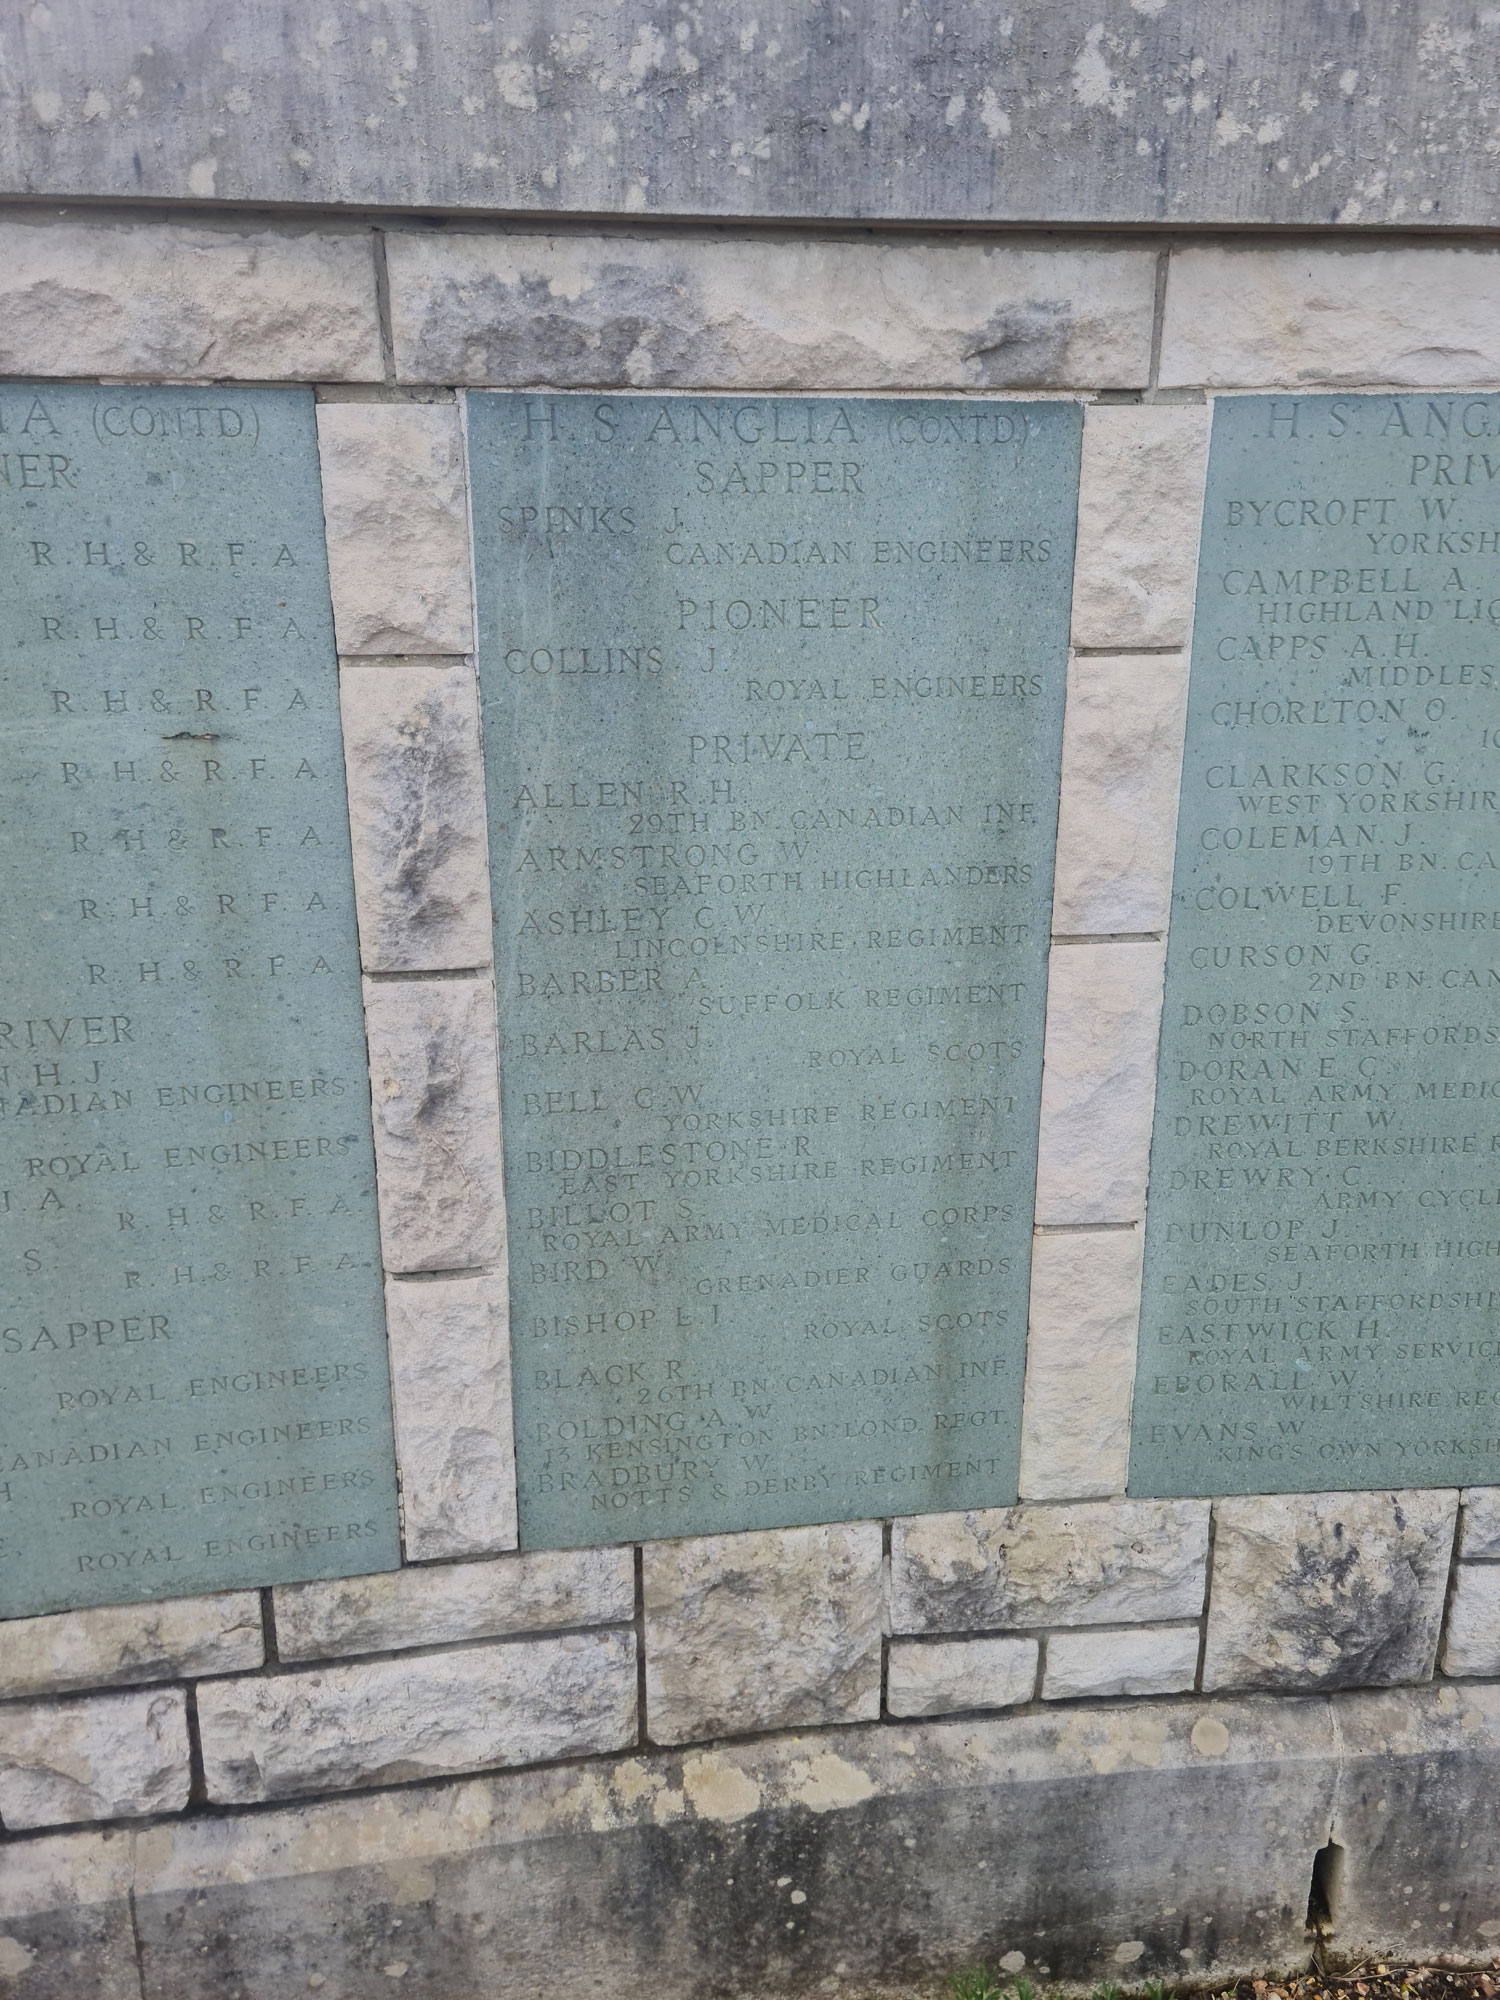 IA (CONTD.)
NER
R. H. & R. F. A.
R. H. & R. F. A.
R. H. & R. F. A.
R. H. & R. F. A.
R. H. & R. F. A.
R. H. & R. F. A.
R. H. & R. F. A.
RIVER
N H. J.
NADIAN ENGINEERS
ROYAL ENGINEERS
J. A.
R. H. & R. F. A.
S.
R. H. & R. F. A.
SAPPER
ROYAL ENGINEERS
CANADIAN ENGINEERS
H
ROYAL ENGINEERS
E.
ROYAL ENGINEERS
H. S. ANGLIA (CONTD.)
SAPPER
SPINKS J.
CANADIAN ENGINEERS
PIONEER
COLLINS J.
ROYAL ENGINEERS
PRIVATE
ALLEN R. H.
29TH BN. CANADIAN INF.
ARMSTRONG W.
SEAFORTH HIGHLANDERS
ASHLEY C. W.
LINCOLNSHIRE REGIMENT
BARBER A.
SUFFOLK REGIMENT
BARLAS J.
ROYAL SCOTS
BELL C. W.
YORKSHIRE REGIMENT
BIDDLESTONE R.
EAST YORKSHIRE REGIMENT
BILLOT S.
ROYAL ARMY MEDICAL CORPS
BIRD W.
GRENADIER GUARDS
BISHOP L. I.
ROYAL SCOTS
BLACK R.
26TH BN. CANADIAN INF.
BOLDING A. W.
13 KENSINGTON BN. LOND. REGT.
BRADBURY W.
NOTTS & DERBY REGIMENT
H. S. ANG
PRIV
BYCROFT W.
YORKSH
CAMPBELL A.
HIGHLAND LIG
CAPPS A. H.
MIDDLES
CHORLTON O.
10
CLARKSON G.
WEST YORKSHIR
COLEMAN J.
19TH BN. CA
COLWELL F.
DEVONSHIRE
CURSON G.
2ND BN. CAN
DOBSON S.
NORTH STAFFORDS
DORAN E. C.
ROYAL ARMY MEDIC
DREWITT W.
ROYAL BERKSHIRE R
DREWRY C.
ARMY CYCL
DUNLOP J.
SEAFORTH HIGH
EADES J.
SOUTH STAFFORDSHI
EASTWICK H.
ROYAL ARMY SERVIC
EBORALL W.
WILTSHIRE REG
EVANS W.
KING'S OWN YORKSH